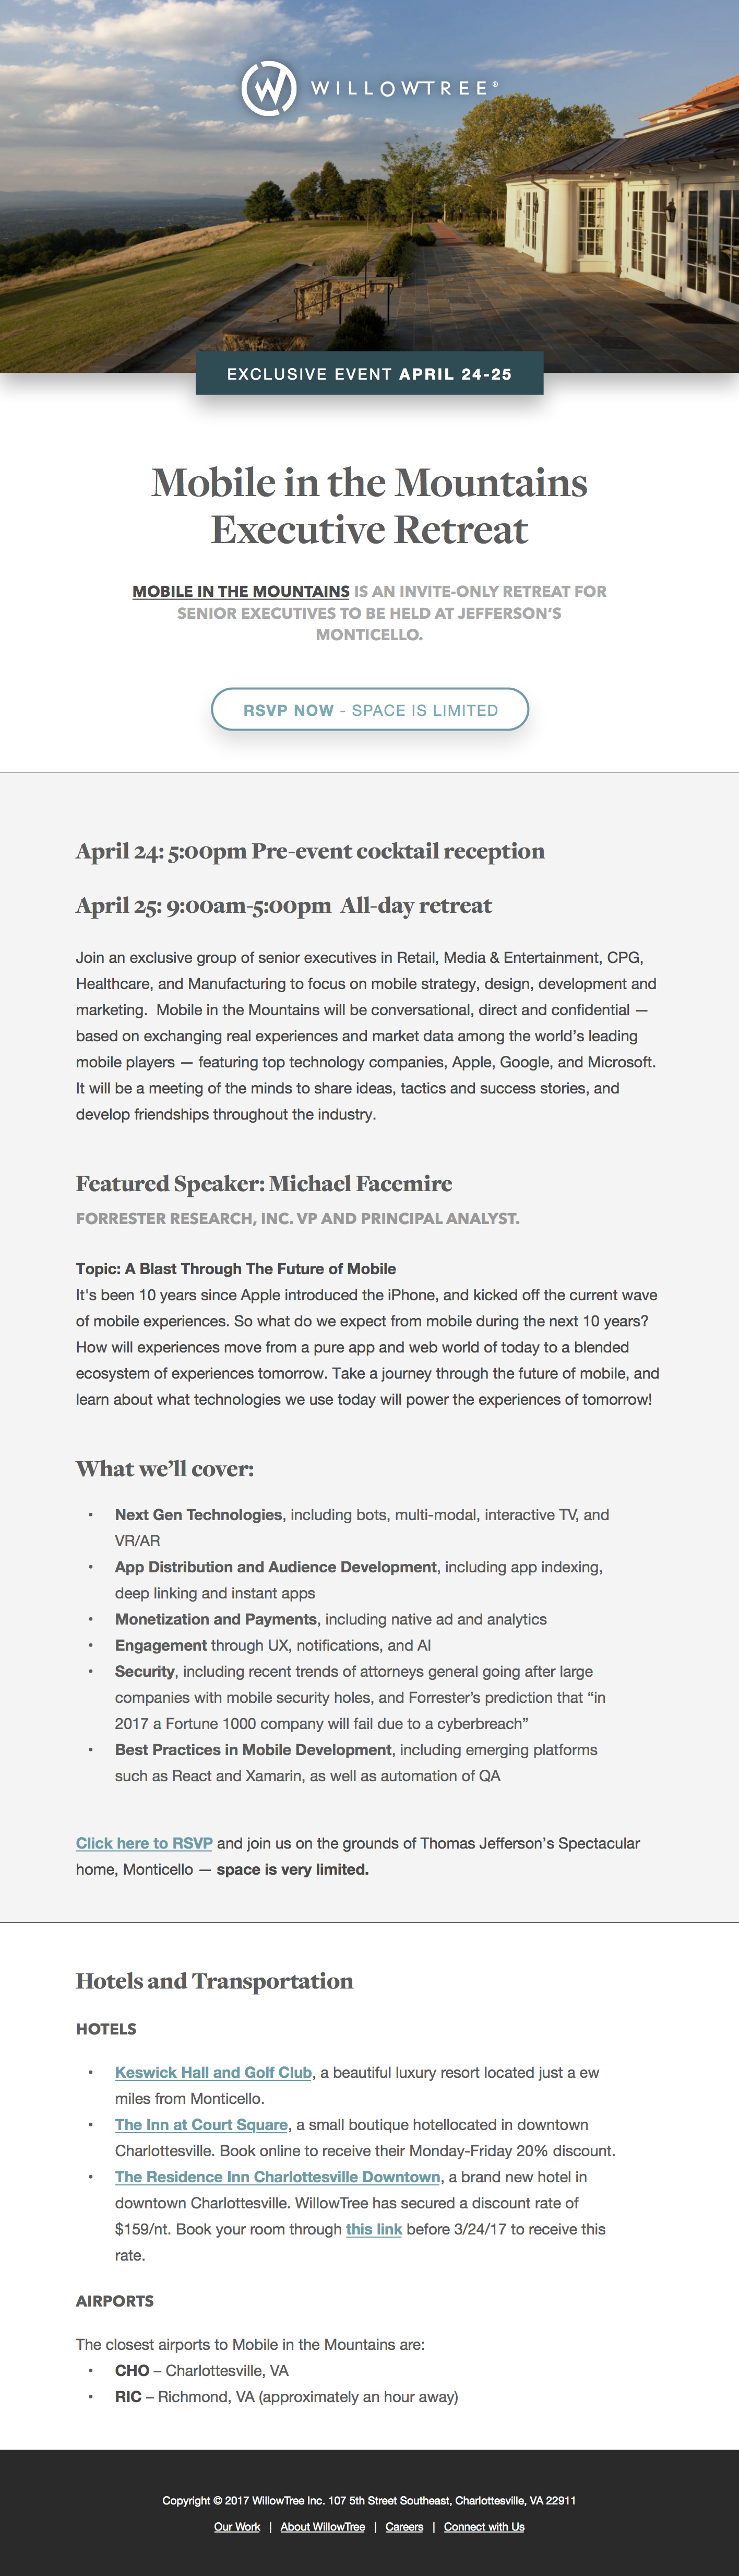 WILLOWTREE®
EXCLUSIVE EVENT APRIL 24-25
Mobile in the Mountains
Executive Retreat
MOBILE IN THE MOUNTAINS IS AN INVITE-ONLY RETREAT FOR
SENIOR EXECUTIVES TO BE HELD AT JEFFERSON’S
MONTICELLO.
RSVP NOW - SPACE IS LIMITED
April 24: 5:00pm Pre-event cocktail reception
April 25: 9:00am-5:00pm  All-day retreat
Join an exclusive group of senior executives in Retail, Media & Entertainment, CPG,
Healthcare, and Manufacturing to focus on mobile strategy, design, development and
marketing.  Mobile in the Mountains will be conversational, direct and confidential —
based on exchanging real experiences and market data among the world’s leading
mobile players — featuring top technology companies, Apple, Google, and Microsoft.
It will be a meeting of the minds to share ideas, tactics and success stories, and
develop friendships throughout the industry.
Featured Speaker: Michael Facemire
FORRESTER RESEARCH, INC. VP AND PRINCIPAL ANALYST.
Topic: A Blast Through The Future of Mobile
It's been 10 years since Apple introduced the iPhone, and kicked off the current wave
of mobile experiences. So what do we expect from mobile during the next 10 years?
How will experiences move from a pure app and web world of today to a blended
ecosystem of experiences tomorrow. Take a journey through the future of mobile, and
learn about what technologies we use today will power the experiences of tomorrow!
What we’ll cover:
• Next Gen Technologies, including bots, multi-modal, interactive TV, and
VR/AR
• App Distribution and Audience Development, including app indexing,
deep linking and instant apps
• Monetization and Payments, including native ad and analytics
• Engagement through UX, notifications, and AI
• Security, including recent trends of attorneys general going after large
companies with mobile security holes, and Forrester’s prediction that “in
2017 a Fortune 1000 company will fail due to a cyberbreach”
• Best Practices in Mobile Development, including emerging platforms
such as React and Xamarin, as well as automation of QA
Click here to RSVP and join us on the grounds of Thomas Jefferson’s Spectacular
home, Monticello — space is very limited.
Hotels and Transportation
HOTELS
• Keswick Hall and Golf Club, a beautiful luxury resort located just a ew
miles from Monticello.
• The Inn at Court Square, a small boutique hotellocated in downtown
Charlottesville. Book online to receive their Monday-Friday 20% discount.
• The Residence Inn Charlottesville Downtown, a brand new hotel in
downtown Charlottesville. WillowTree has secured a discount rate of
$159/nt. Book your room through this link before 3/24/17 to receive this
rate.
AIRPORTS
The closest airports to Mobile in the Mountains are:
• CHO – Charlottesville, VA
• RIC – Richmond, VA (approximately an hour away)
Copyright © 2017 WillowTree Inc. 107 5th Street Southeast, Charlottesville, VA 22911
Our Work | About WillowTree | Careers | Connect with Us